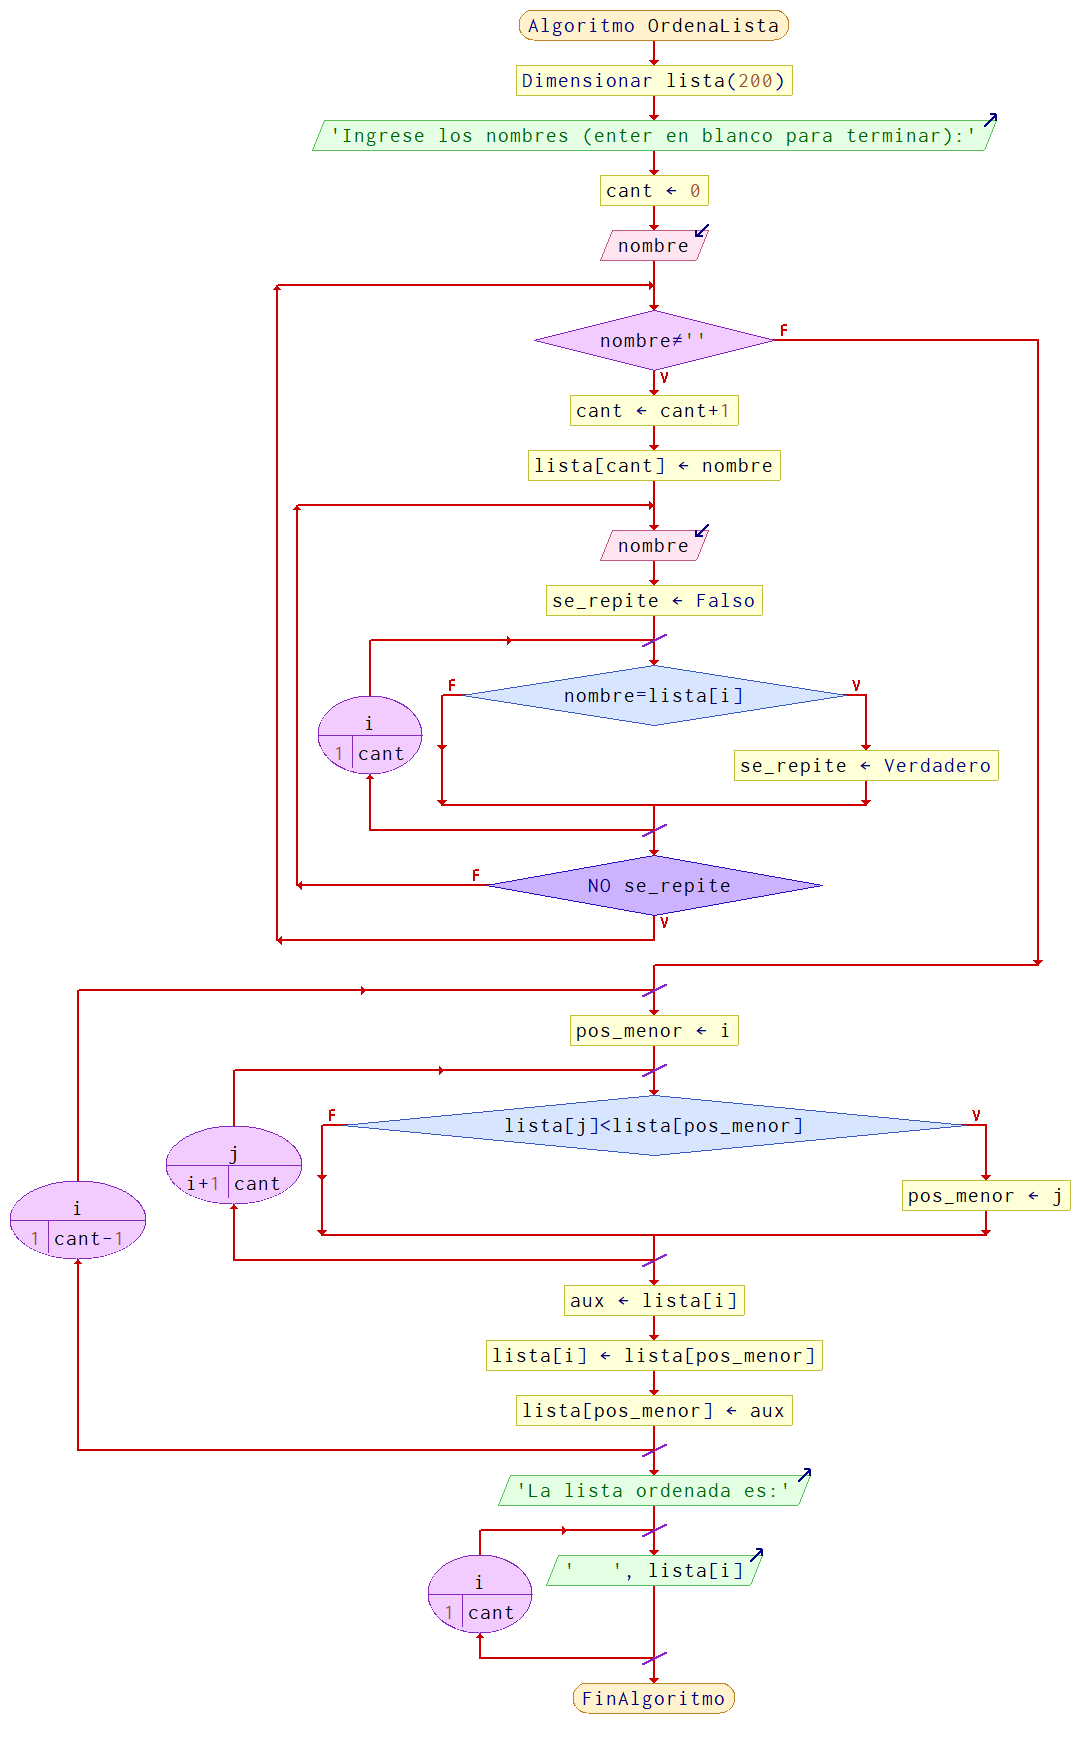 Algoritmo OrdenaLista
Dimensionar lista(200)
'Ingrese los nombres (enter en blanco para terminar):'
cant ← 0
nombre
nombre≠''
F
V
cant ← cant+1
lista[cant] ← nombre
nombre
se_repite ← Falso
nombre=lista[i]
F
V
i
1 cant
se_repite ← Verdadero
NO se_repite
F
V
pos_menor ← i
lista[j]<lista[pos_menor]
F
V
j
i+1 cant
pos_menor ← j
i
1 cant-1
aux ← lista[i]
lista[i] ← lista[pos_menor]
lista[pos_menor] ← aux
'La lista ordenada es:'
'   ', lista[i]
i
1 cant
FinAlgoritmo